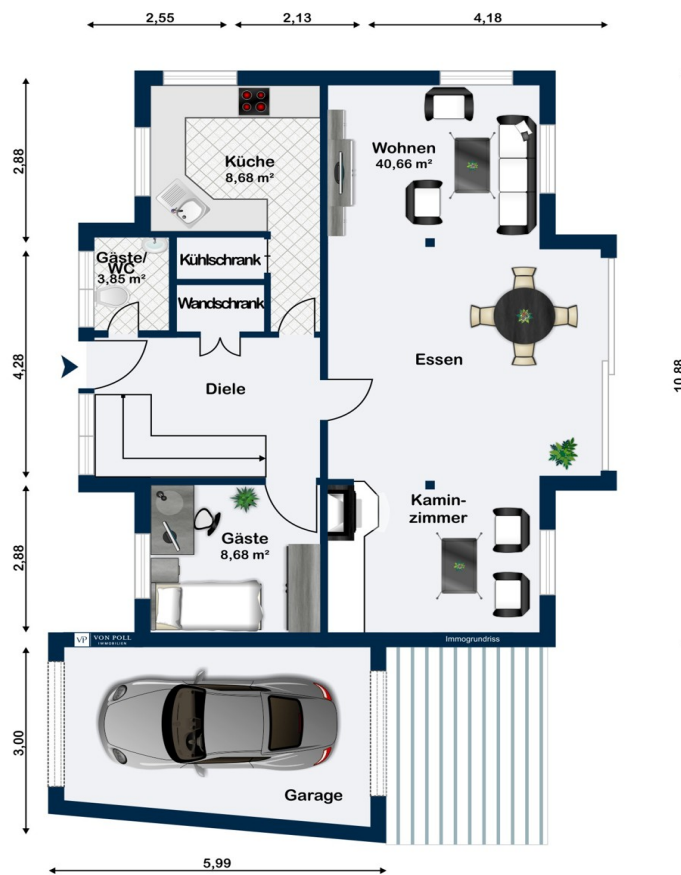 2,55
2,13
4,18
2,88
4,28
2,88
3,00
10,88
5,99
Küche
8,68 m²
Wohnen
40,66 m²
Gäste/
WC
3,85 m²
Kühlschrank
Wandschrank
Essen
Diele
Kamin-
zimmer
Gäste
8,68 m²
VP VON POLL
IMMOBILIEN
Immogrundriss
Garage